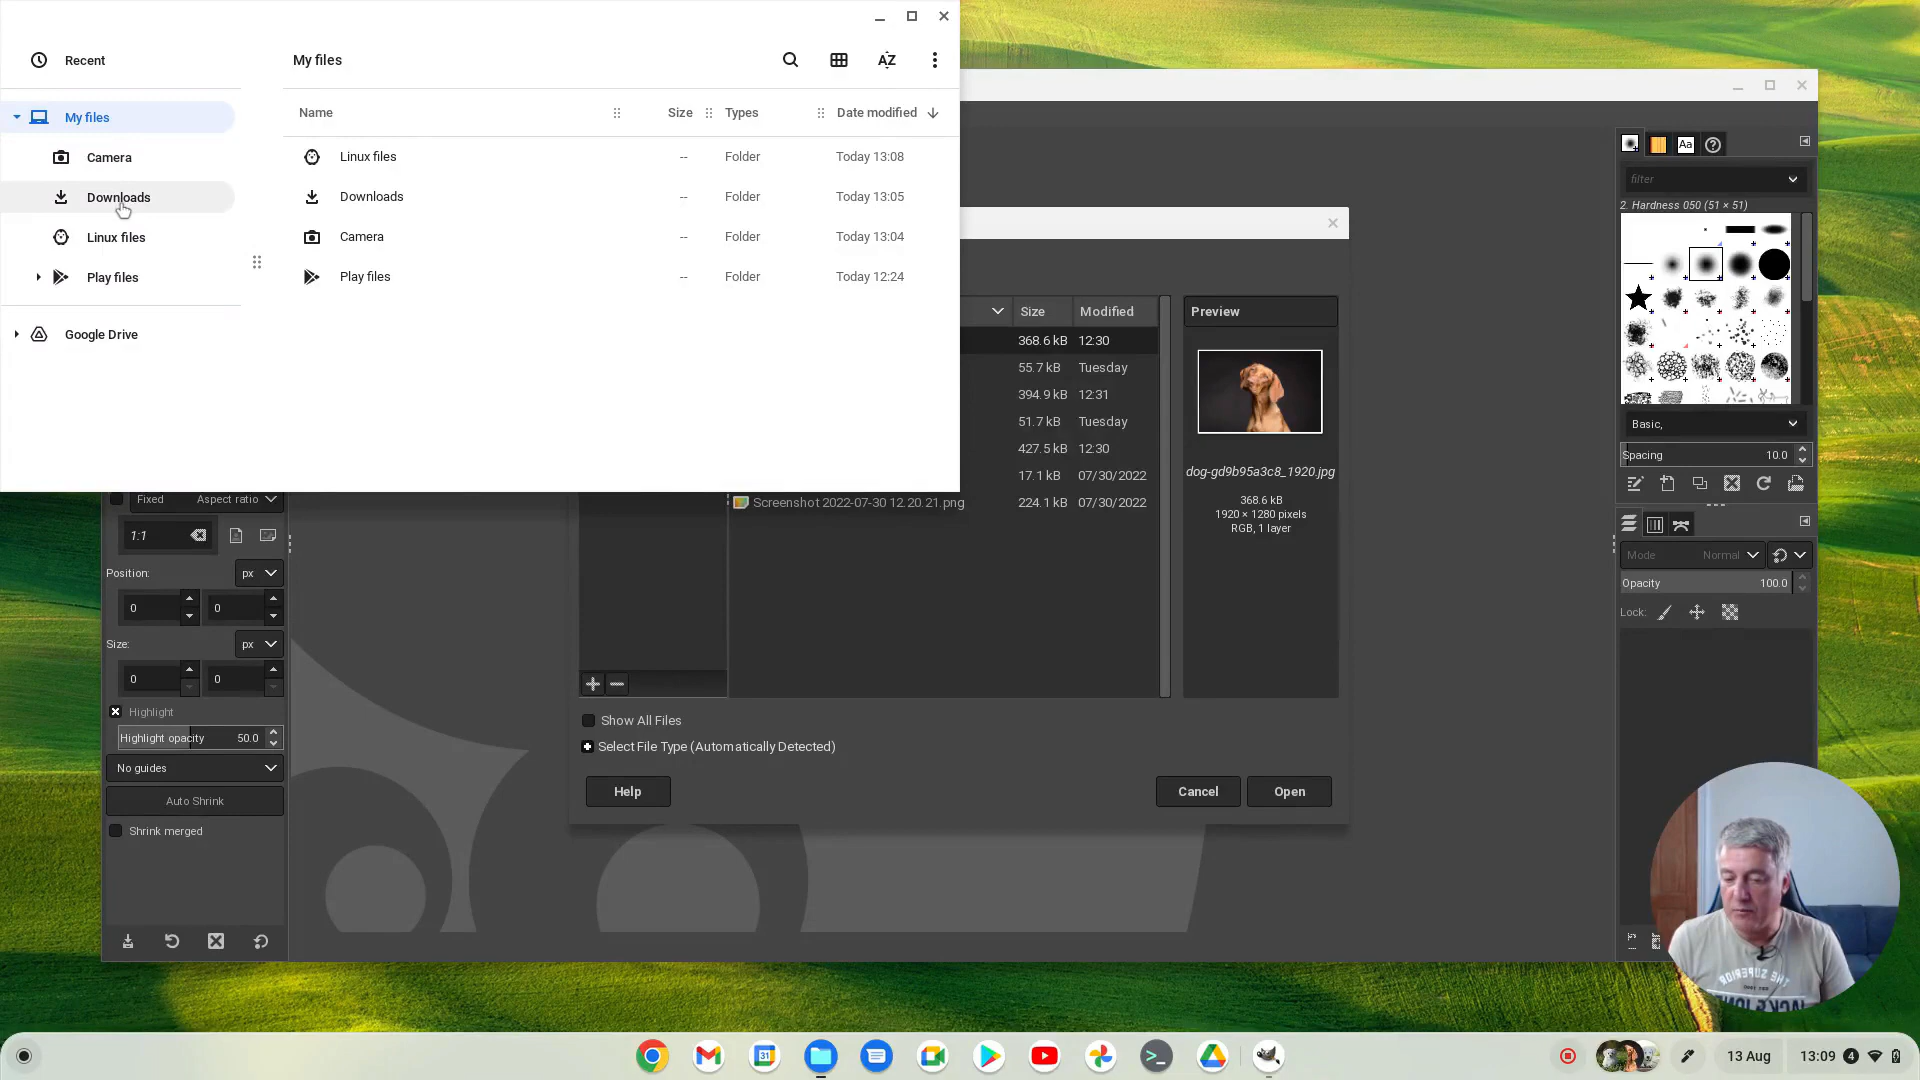 Recent
My files
Camera
Downloads
Linux files
Play files
Google Drive
My files
AZ
Name
Size
Types
Date modified
Linux files -- Folder Today 13:08
Downloads -- Folder Today 13:05
Camera -- Folder Today 13:04
Play files -- Folder Today 12:24
Size
Modified
368.6 kB 12:30
55.7 kB Tuesday
394.9 kB 12:31
51.7 kB Tuesday
427.5 kB 12:30
17.1 kB 07/30/2022
Screenshot 2022-07-30 12.20.21.png 224.1 kB 07/30/2022
Preview
dog-gd9b95a3c8_1920.jpg
368.6 kB
1920 × 1280 pixels
RGB, 1 layer
Show All Files
Select File Type (Automatically Detected)
Help
Cancel
Open
Fixed Aspect ratio
1:1
Position: px
0 0
Size: px
0 0
Highlight
Highlight opacity 50.0
No guides
Auto Shrink
Shrink merged
Aa
filter
2. Hardness 050 (51 × 51)
Basic,
Spacing 10.0
Mode Normal
Opacity 100.0
Lock:
31
13 Aug
13:09
4